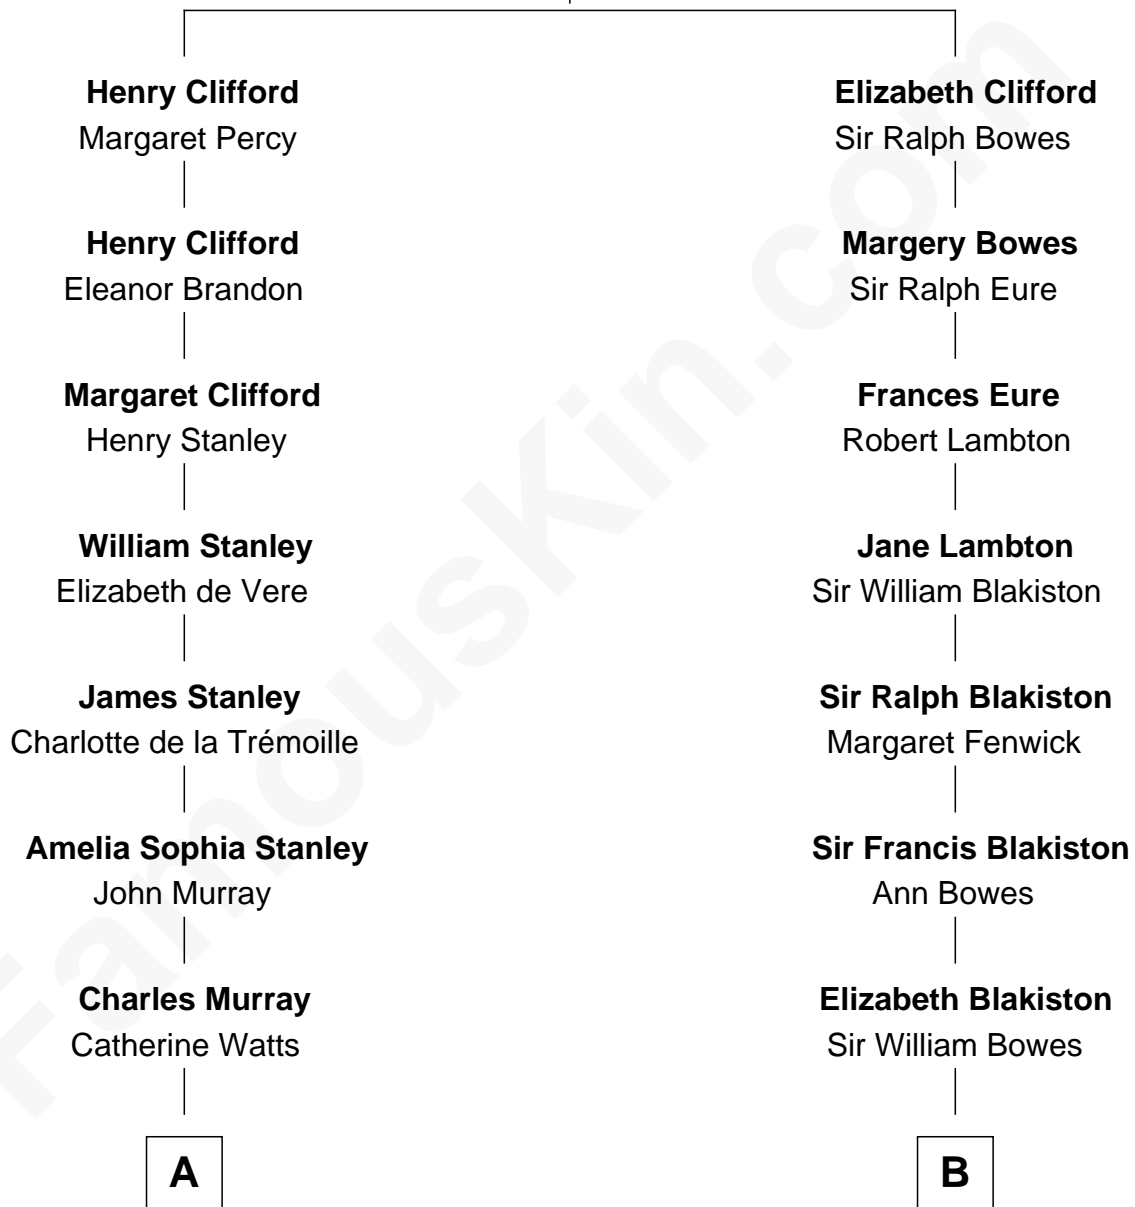 Henry Clifford
Margaret Percy
Henry Clifford
Eleanor Brandon
Margaret Clifford
Henry Stanley
William Stanley
Elizabeth de Vere
James Stanley
Charlotte de la Trémoille
Amelia Sophia Stanley
John Murray
Charles Murray
Catherine Watts
A
Elizabeth Clifford
Sir Ralph Bowes
Margery Bowes
Sir Ralph Eure
Frances Eure
Robert Lambton
Jane Lambton
Sir William Blakiston
Sir Ralph Blakiston
Margaret Fenwick
Sir Francis Blakiston
Ann Bowes
Elizabeth Blakiston
Sir William Bowes
B
FamousKin.com